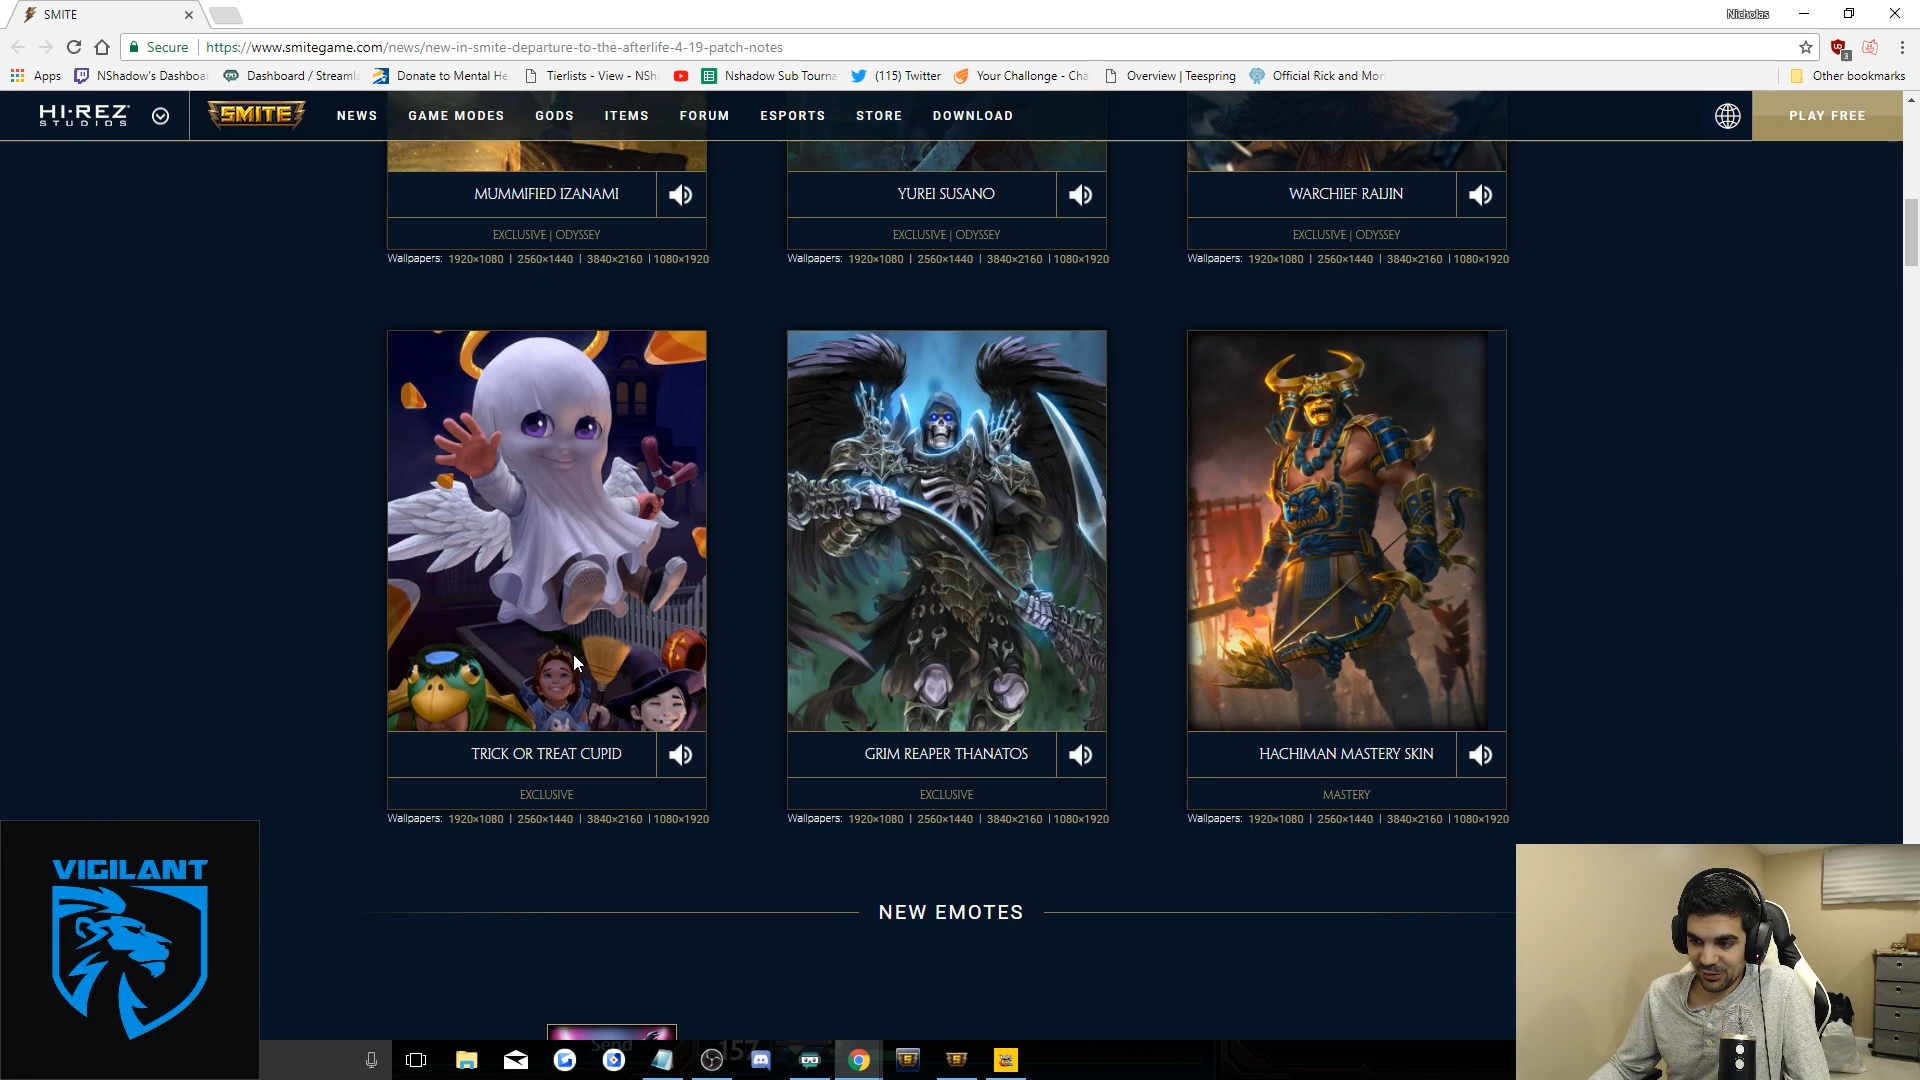 SMITE
Nicholas
Secure https://www.smitegame.com/news/new-in-smite-departure-to-the-afterlife-4-19-patch-notes
Apps NShadow's Dashboar Dashboard / Streamla Donate to Mental He Tierlists - View - NSh Nshadow Sub Tourna (115) Twitter Your Challonge - Cha Overview | Teespring Official Rick and Mor Other bookmarks
HI-REZ STUDIOS SMITE NEWS GAME MODES GODS ITEMS FORUM ESPORTS STORE DOWNLOAD PLAY FREE
MUMMIFIED IZANAMI YUREI SUSANO WARCHIEF RAIJIN
EXCLUSIVE | ODYSSEY EXCLUSIVE | ODYSSEY EXCLUSIVE | ODYSSEY
Wallpapers: 1920×1080 | 2560×1440 | 3840×2160 | 1080×1920 Wallpapers: 1920×1080 | 2560×1440 | 3840×2160 | 1080×1920 Wallpapers: 1920×1080 | 2560×1440 | 3840×2160 | 1080×1920
TRICK OR TREAT CUPID GRIM REAPER THANATOS HACHIMAN MASTERY SKIN
EXCLUSIVE EXCLUSIVE MASTERY
Wallpapers: 1920×1080 | 2560×1440 | 3840×2160 | 1080×1920 Wallpapers: 1920×1080 | 2560×1440 | 3840×2160 | 1080×1920 Wallpapers: 1920×1080 | 2560×1440 | 3840×2160 | 1080×1920
VIGILANT
NEW EMOTES
Send
157